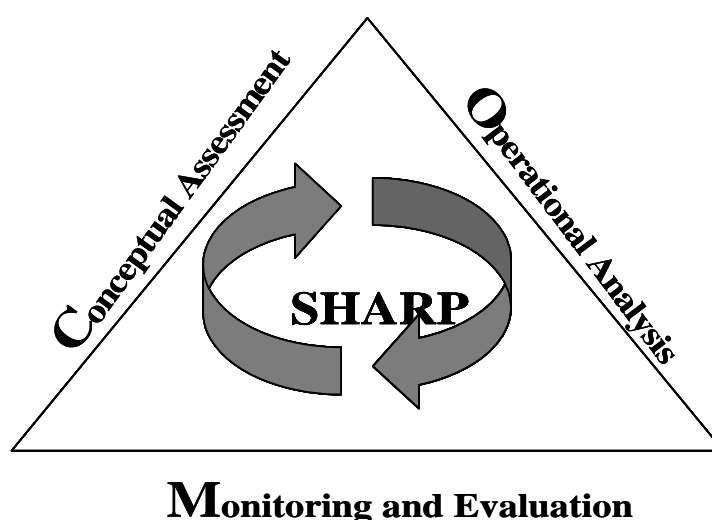 Conceptual Assessment
Operational Analysis
SHARP
Monitoring and Evaluation